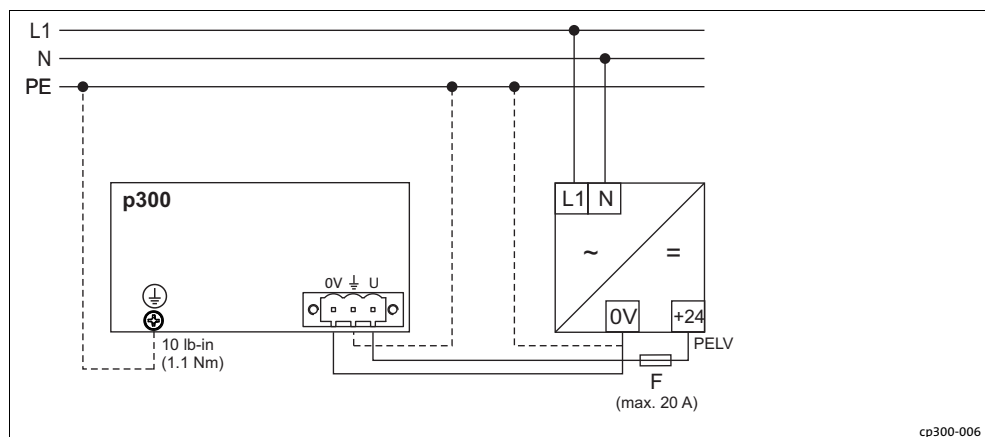 L1
N
PE
p300
L1 N
~ =
0V ⏚ U
0V +24
10 lb-in
(1.1 Nm)
PELV
F
(max. 20 A)
cp300-006